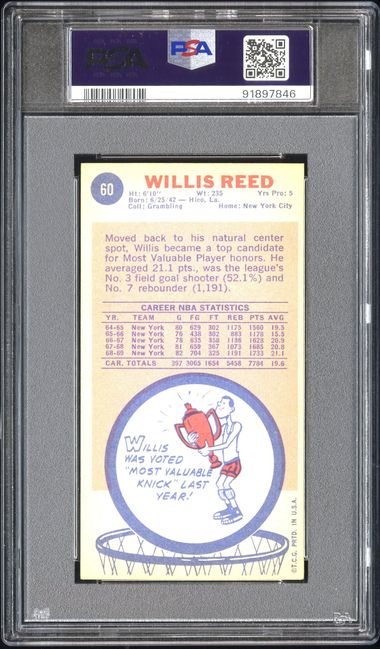 PSA
PSA
91897846
60
WILLIS REED
Ht: 6'10" Wt: 235 Yrs Pro: 5
Born: 6/25/42 — Hico, La.
Coll: Grambling Home: New York City
Moved back to his natural center
spot, Willis became a top candidate
for Most Valuable Player honors. He
averaged 21.1 pts., was the league's
No. 3 field goal shooter (52.1%) and
No. 7 rebounder (1,191).
CAREER NBA STATISTICS
YR. TEAM G FG FT REB PTS AVG
64-65 New York 80 629 302 1175 1560 19.5
65-66 New York 76 438 302 883 1178 15.5
66-67 New York 78 635 358 1136 1628 20.9
67-68 New York 81 659 367 1073 1685 20.8
68-69 New York 82 704 325 1191 1733 21.1
CAR. TOTALS 397 3065 1654 5458 7784 19.6
WILLIS
WAS VOTED
"MOST VALUABLE
KNICK" LAST
YEAR!
©T.C.G. PRTD. IN U.S.A.